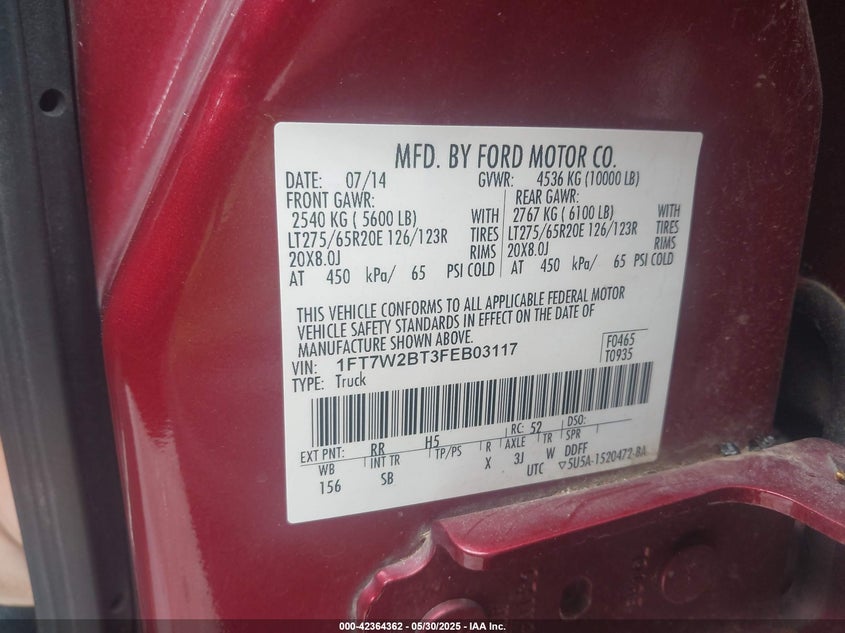 MFD. BY FORD MOTOR CO.
DATE: 07/14 GVWR: 4536 KG (10000 LB)
FRONT GAWR: REAR GAWR:
2540 KG ( 5600 LB) WITH 2767 KG ( 6100 LB) WITH
LT275/65R20E 126/123R TIRES LT275/65R20E 126/123R TIRES
20X8.0J RIMS 20X8.0J RIMS
AT 450 kPa/ 65 PSI COLD AT 450 kPa/ 65 PSI COLD
THIS VEHICLE CONFORMS TO ALL APPLICABLE FEDERAL MOTOR
VEHICLE SAFETY STANDARDS IN EFFECT ON THE DATE OF
MANUFACTURE SHOWN ABOVE.
VIN: 1FT7W2BT3FEB03117 F0465
TYPE: Truck T0935
EXT PNT: RR H5 RC: 52 DSO:
WB INT TR TP/PS R AXLE TR SPR
156 SB X 3J W DDFF
UTC ▽5U5A-1520472-BA
000-42364362 - 05/30/2025 - IAA Inc.